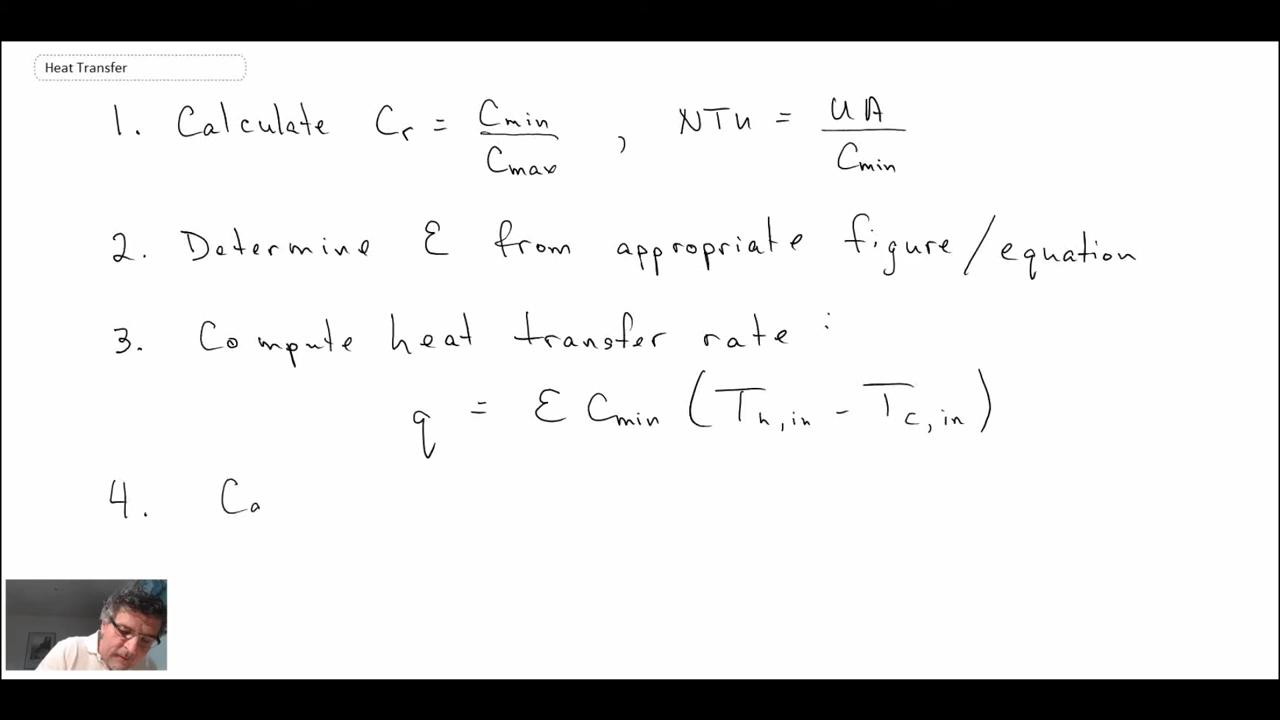 Heat Transfer
1. Calculate Cr = Cmin / Cmax , NTU = UA / Cmin
2. Determine ε from appropriate figure/equation
3. Compute heat transfer rate :
q = ε Cmin (Th,in - Tc,in)
4. Ca